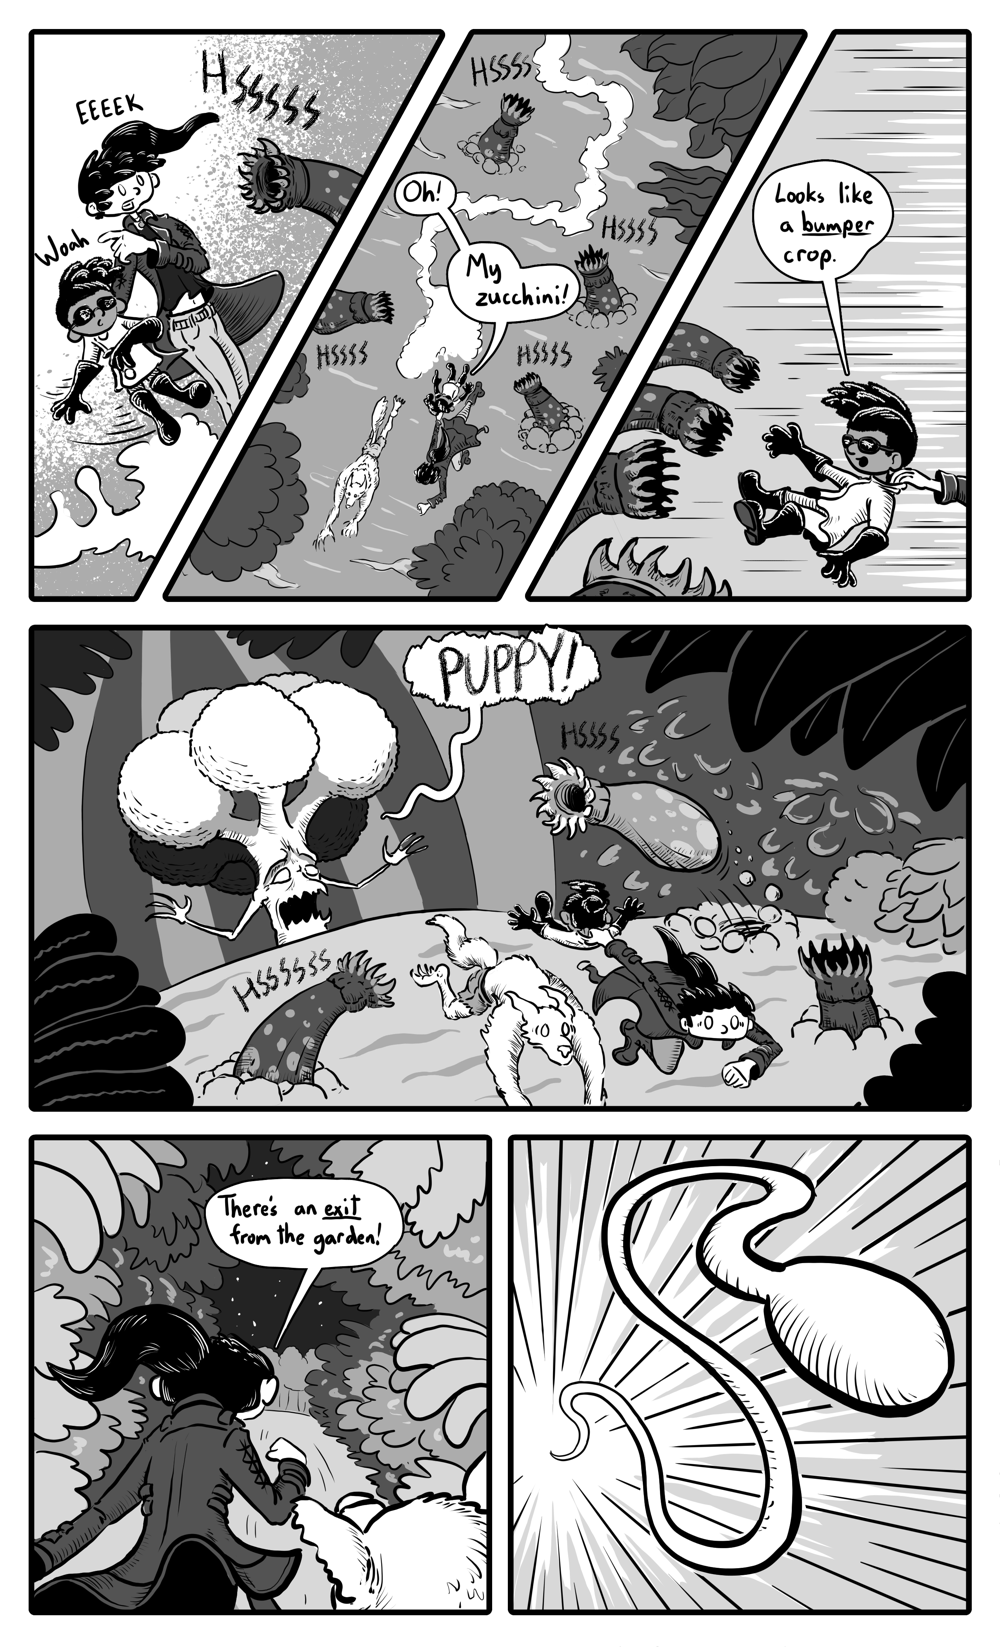 EEEEK
HSSSSS
Woah
HSSSS
Oh!
My
zucchini!
HSSSS
HSSSS
HSSSS
Looks like
a bumper
crop.
PUPPY!
HSSSS
HSSSSSS
There's an exit
from the garden!